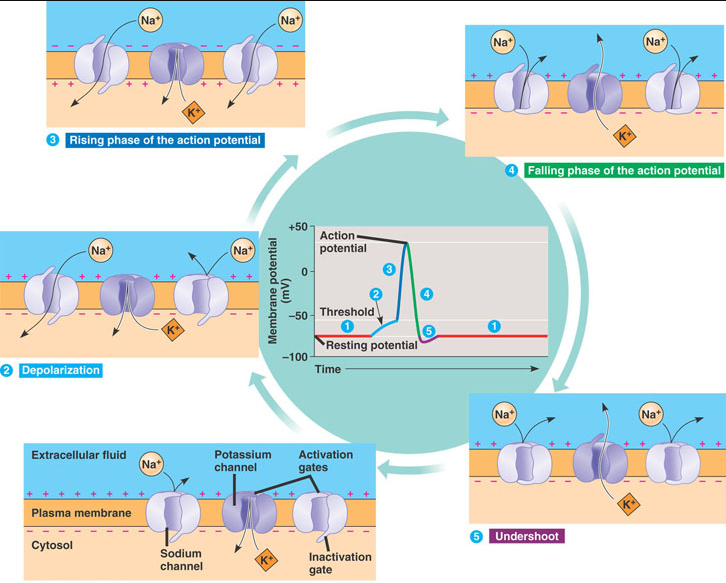 Na+
Na+
K+
3 Rising phase of the action potential
Na+
Na+
K+
4 Falling phase of the action potential
Na+
Na+
K+
2 Depolarization
+50
0
−50
−100
Membrane potential
(mV)
Action
potential
3
2
4
Threshold
1
5
1
Resting potential
Time
Na+
Na+
K+
5 Undershoot
Extracellular fluid
Potassium
channel
Activation
gates
Na+
Plasma membrane
Cytosol
Sodium
channel
K+
Inactivation
gate